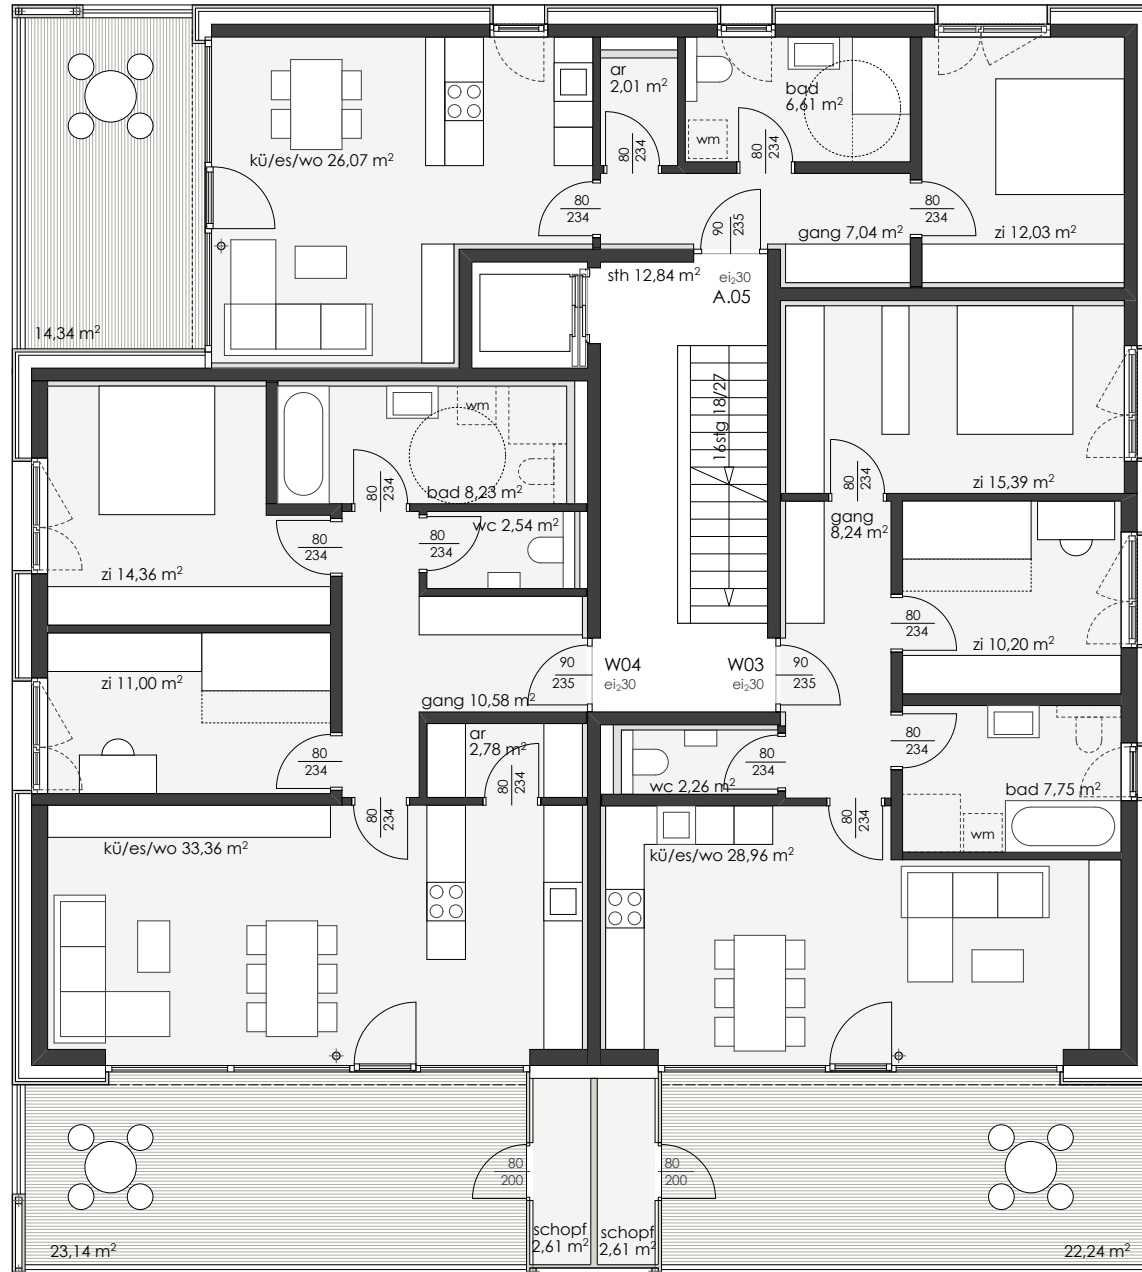 ar
2,01 m²
bad
6,61 m²
wm
kü/es/wo 26,07 m²
80
234
80
234
80
234
90
235
80
234
gang 7,04 m²
zi 12,03 m²
sth 12,84 m²
ei₂30
A.05
14,34 m²
16stg 18/27
wm
80
234
bad 8,23 m²
80
234
zi 15,39 m²
gang
8,24 m²
wc 2,54 m²
80
234
80
234
zi 14,36 m²
80
234
zi 10,20 m²
90
235
W04
ei₂30
W03
ei₂30
90
235
zi 11,00 m²
gang 10,58 m²
ar
2,78 m²
80
234
80
234
80
234
80
234
wc 2,26 m²
bad 7,75 m²
80
234
80
234
wm
kü/es/wo 33,36 m²
kü/es/wo 28,96 m²
80
200
80
200
schopf
2,61 m²
schopf
2,61 m²
23,14 m²
22,24 m²